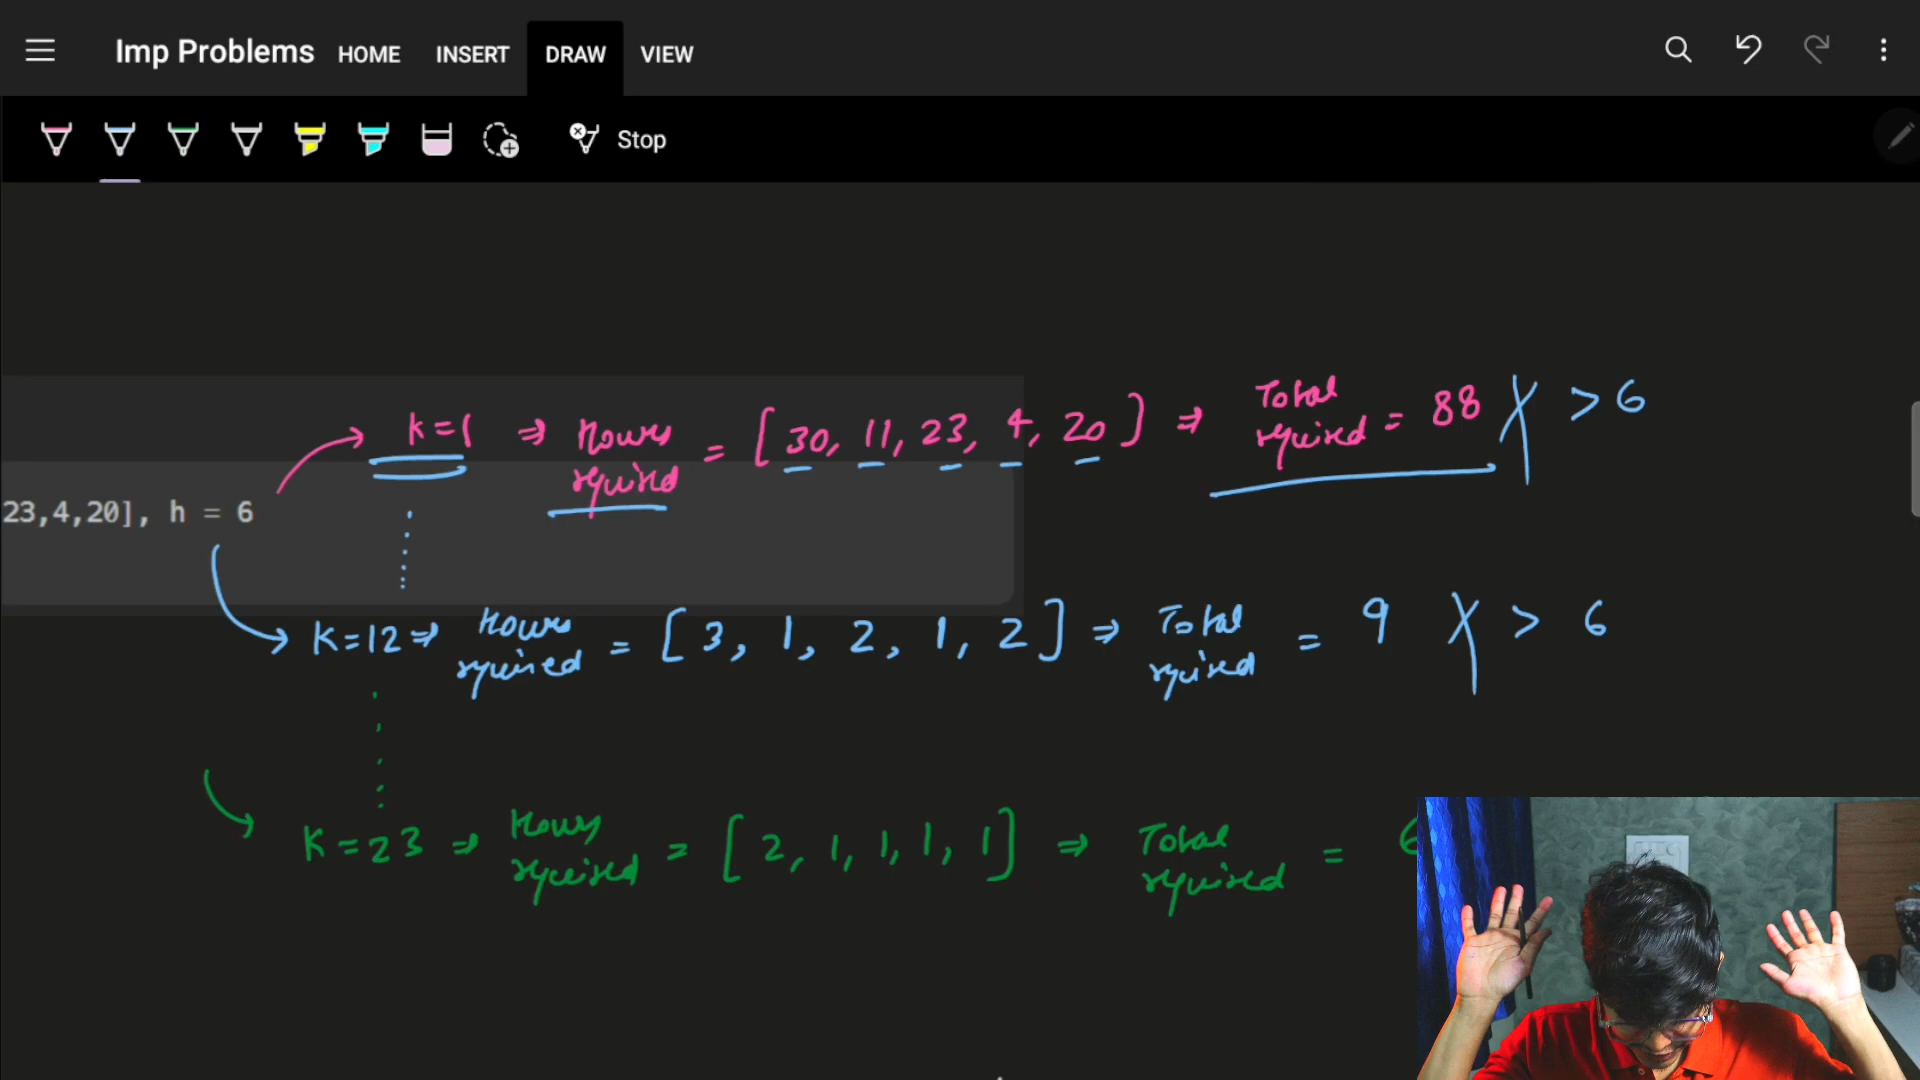 Imp Problems HOME INSERT DRAW VIEW
Stop
k=1 ⇒ Hours required = [30, 11, 23, 4, 20] ⇒ Total required = 88 X > 6
23,4,20], h = 6
K=12 ⇒ Hours required = [3, 1, 2, 1, 2] ⇒ Total required = 9 X > 6
K=23 ⇒ Hours required = [2, 1, 1, 1, 1] ⇒ Total required = 6